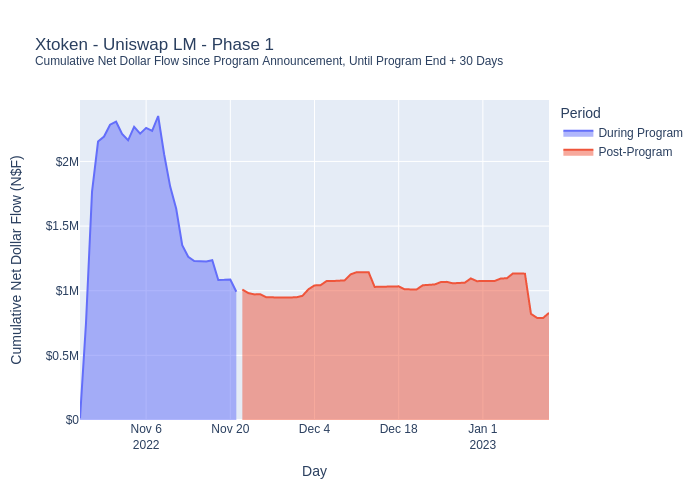 Xtoken - Uniswap LM - Phase 1
Cumulative Net Dollar Flow since Program Announcement, Until Program End + 30 Days
Period
During Program
Post-Program
Cumulative Net Dollar Flow (N$F)
$2M
$1.5M
$1M
$0.5M
$0
Nov 6
2022
Nov 20
Dec 4
Dec 18
Jan 1
2023
Day